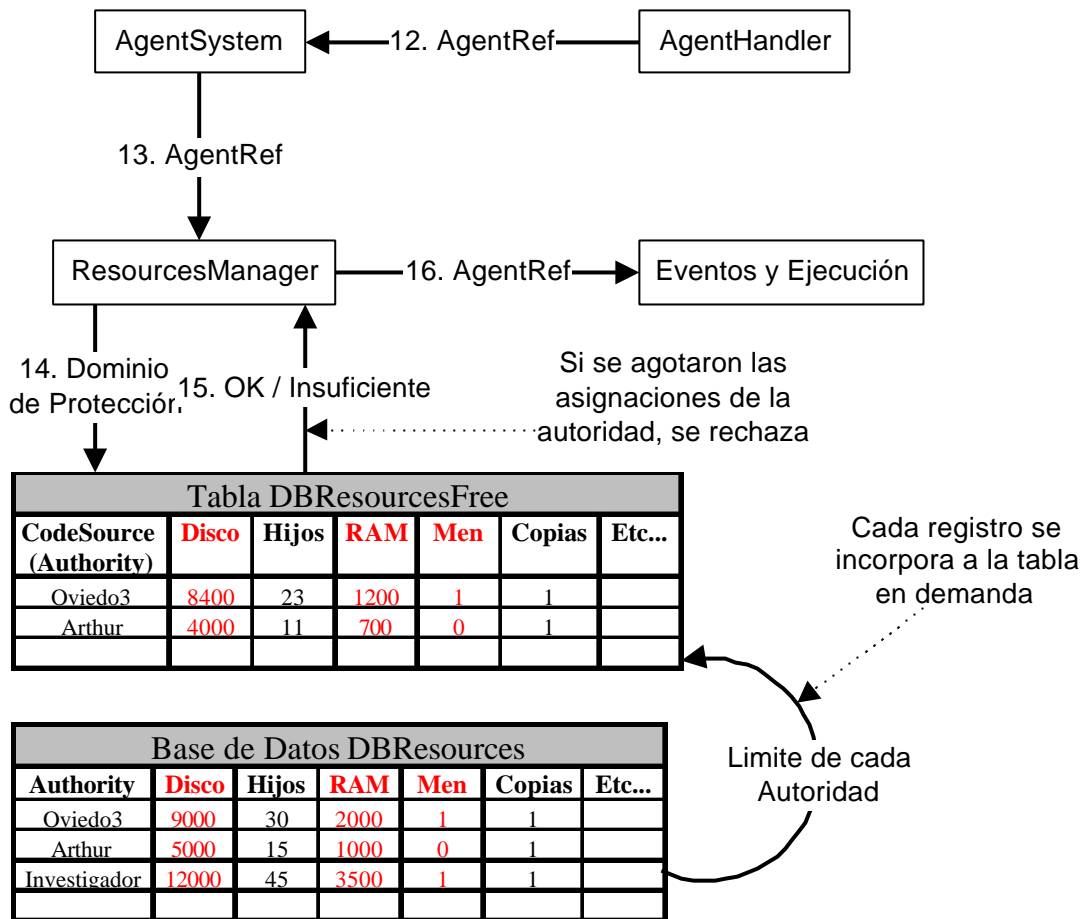 AgentSystem
12. AgentRef
AgentHandler
13. AgentRef
ResourcesManager
16. AgentRef
Eventos y Ejecución
14. Dominio
de Protección
15. OK / Insuficiente
Si se agotaron las
asignaciones de la
autoridad, se rechaza
Tabla DBResourcesFree
CodeSource (Authority) Disco Hijos RAM Men Copias Etc...
Oviedo3 8400 23 1200 1 1
Arthur 4000 11 700 0 1
Cada registro se
incorpora a la tabla
en demanda
Limite de cada
Autoridad
Base de Datos DBResources
Authority Disco Hijos RAM Men Copias Etc...
Oviedo3 9000 30 2000 1 1
Arthur 5000 15 1000 0 1
Investigador 12000 45 3500 1 1